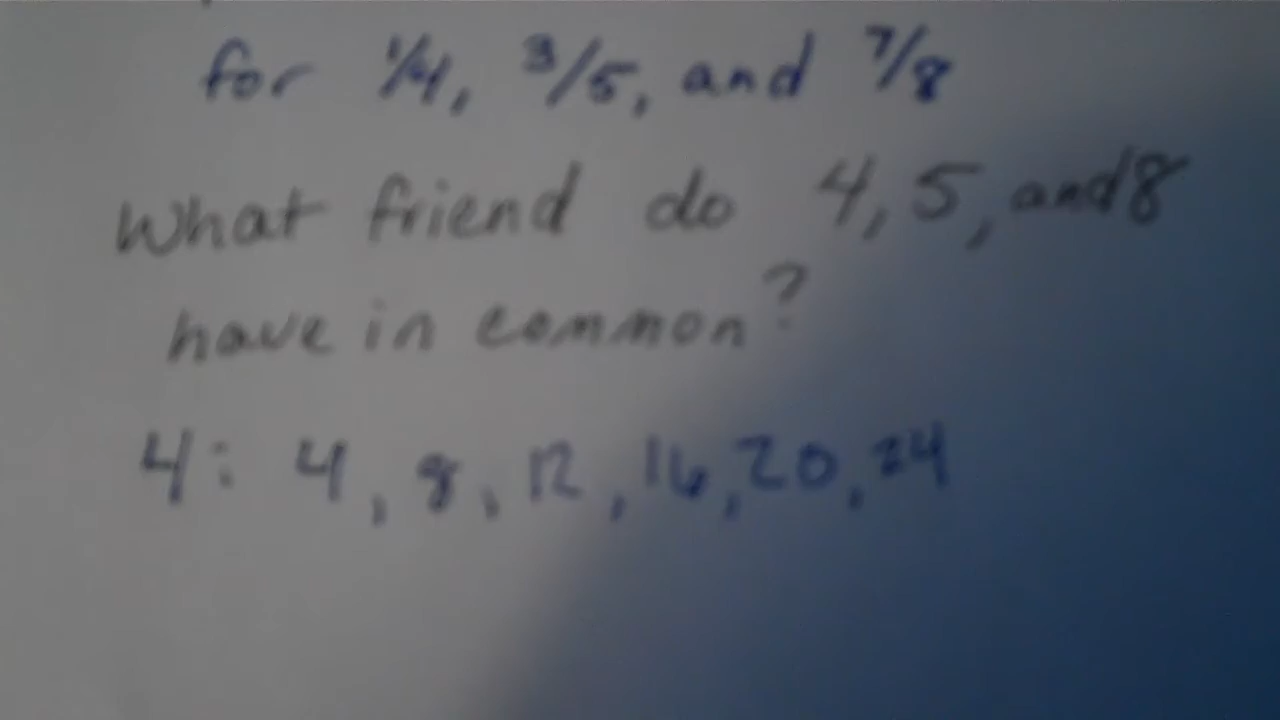 for 1/4, 3/5, and 7/8
What friend do 4, 5, and 8
have in common?
4: 4, 8, 12, 16, 20, 24